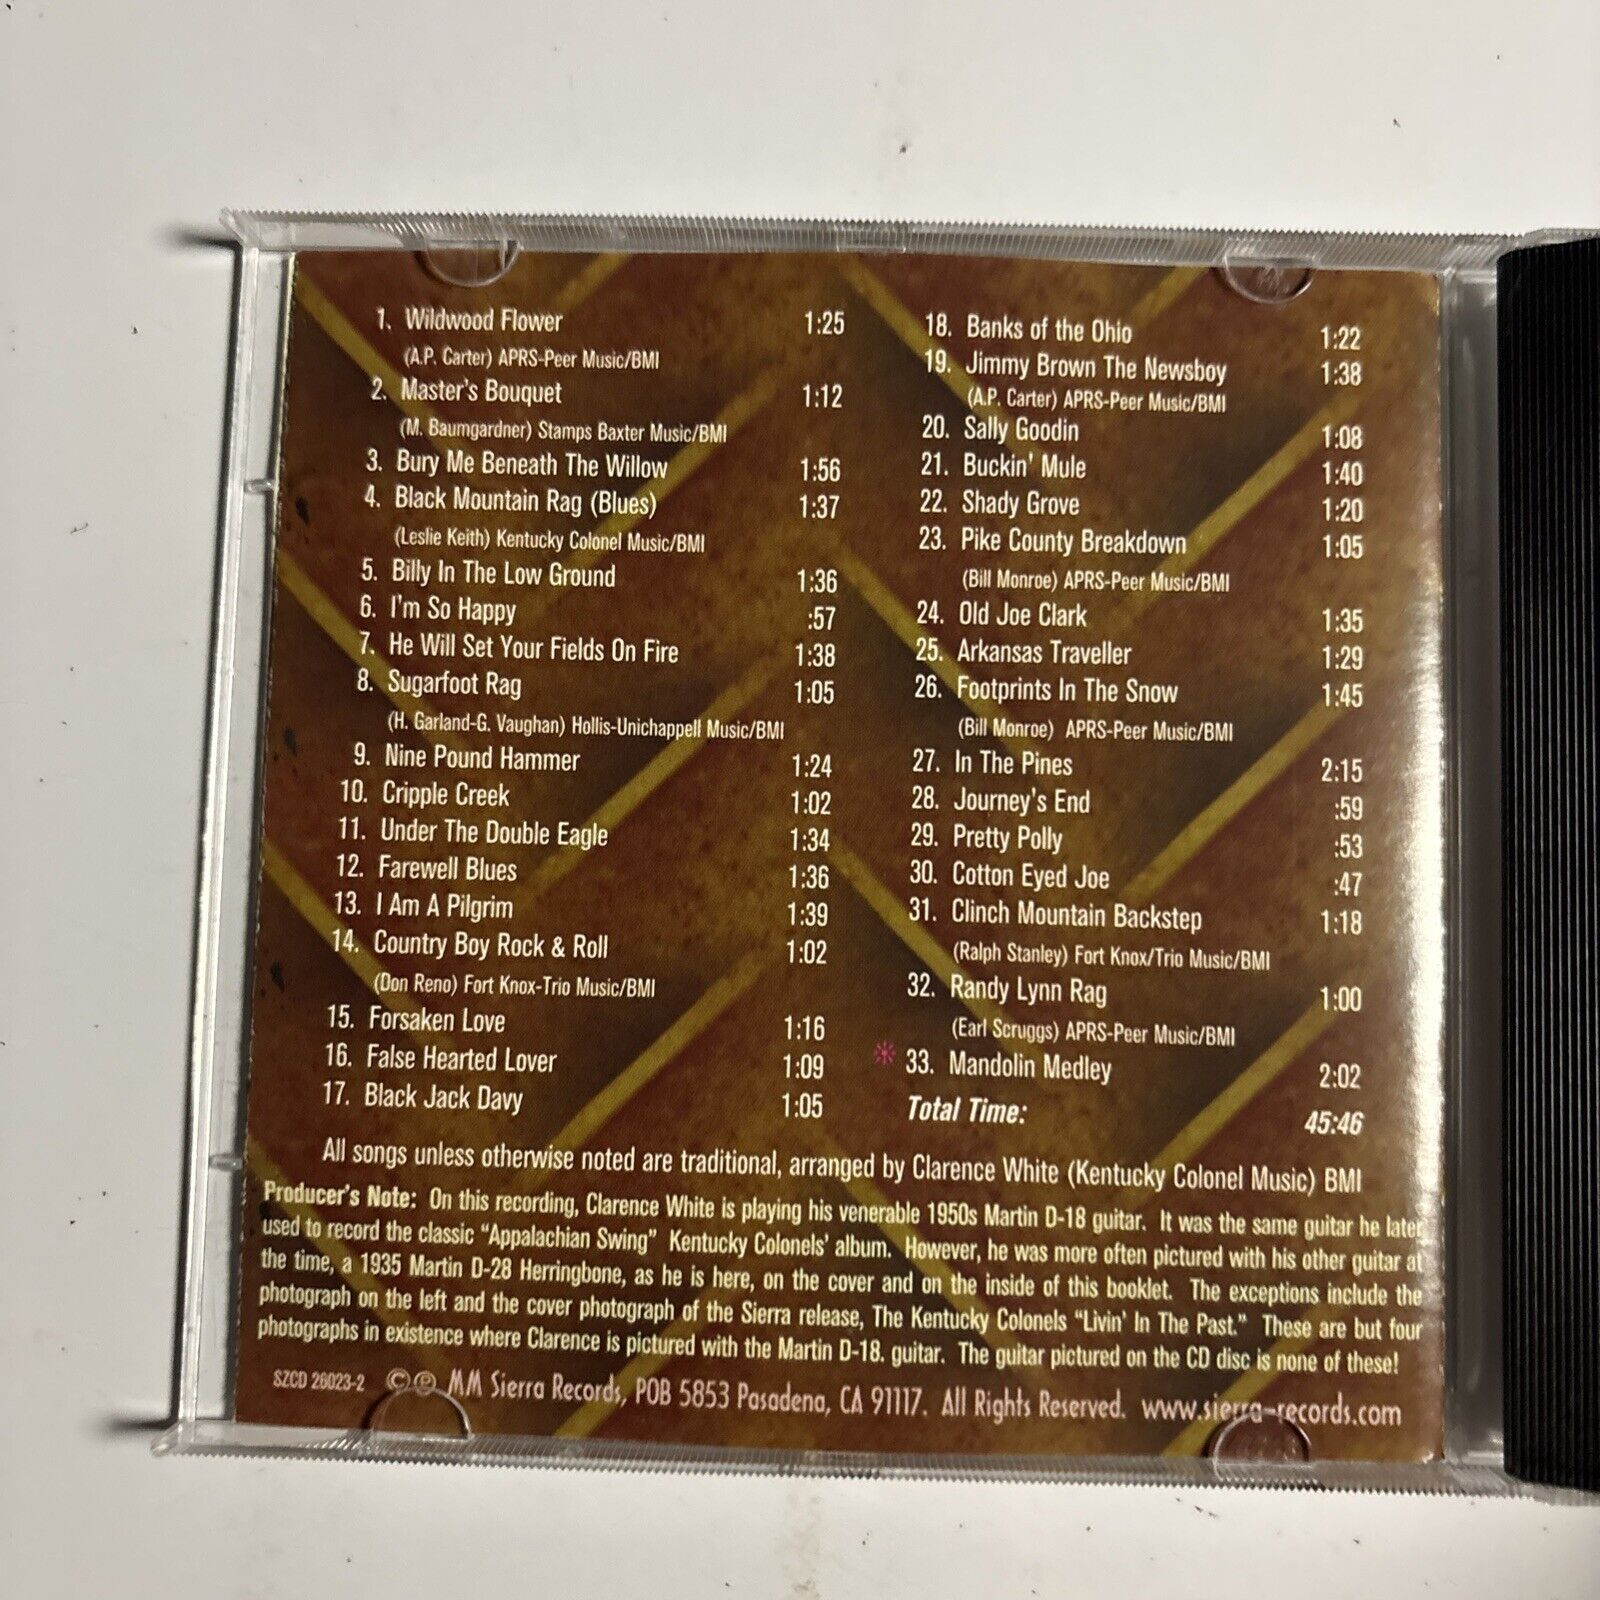 1. Wildwood Flower 1:25
(A.P. Carter) APRS-Peer Music/BMI
2. Master's Bouquet 1:12
(M. Baumgardner) Stamps Baxter Music/BMI
3. Bury Me Beneath The Willow 1:56
4. Black Mountain Rag (Blues) 1:37
(Leslie Keith) Kentucky Colonel Music/BMI
5. Billy In The Low Ground 1:36
6. I'm So Happy :57
7. He Will Set Your Fields On Fire 1:38
8. Sugarfoot Rag 1:05
(H. Garland-G. Vaughan) Hollis-Unichappell Music/BMI
9. Nine Pound Hammer 1:24
10. Cripple Creek 1:02
11. Under The Double Eagle 1:34
12. Farewell Blues 1:36
13. I Am A Pilgrim 1:39
14. Country Boy Rock & Roll 1:02
(Don Reno) Fort Knox-Trio Music/BMI
15. Forsaken Love 1:16
16. False Hearted Lover 1:09
17. Black Jack Davy 1:05
18. Banks of the Ohio 1:22
19. Jimmy Brown The Newsboy 1:38
(A.P. Carter) APRS-Peer Music/BMI
20. Sally Goodin 1:08
21. Buckin' Mule 1:40
22. Shady Grove 1:20
23. Pike County Breakdown 1:05
(Bill Monroe) APRS-Peer Music/BMI
24. Old Joe Clark 1:35
25. Arkansas Traveller 1:29
26. Footprints In The Snow 1:45
(Bill Monroe) APRS-Peer Music/BMI
27. In The Pines 2:15
28. Journey's End :59
29. Pretty Polly :53
30. Cotton Eyed Joe :47
31. Clinch Mountain Backstep 1:18
(Ralph Stanley) Fort Knox/Trio Music/BMI
32. Randy Lynn Rag 1:00
(Earl Scruggs) APRS-Peer Music/BMI
* 33. Mandolin Medley 2:02
Total Time: 45:46
All songs unless otherwise noted are traditional, arranged by Clarence White (Kentucky Colonel Music) BMI
Producer's Note: On this recording, Clarence White is playing his venerable 1950s Martin D-18 guitar. It was the same guitar he later
used to record the classic "Appalachian Swing" Kentucky Colonels' album. However, he was more often pictured with his other guitar at
the time, a 1935 Martin D-28 Herringbone, as he is here, on the cover and on the inside of this booklet. The exceptions include the
photograph on the left and the cover photograph of the Sierra release, The Kentucky Colonels "Livin' In The Past." These are but four
photographs in existence where Clarence is pictured with the Martin D-18. guitar. The guitar pictured on the CD disc is none of these!
SZCD 26023-2 ©℗ MM Sierra Records, POB 5853 Pasadena, CA 91117. All Rights Reserved. www.sierra-records.com